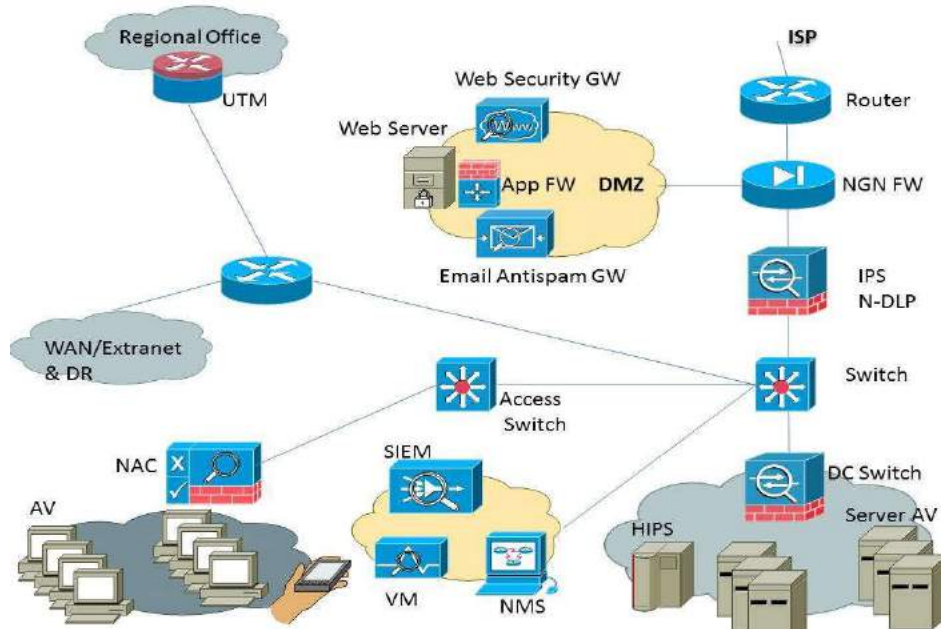 Regional Office
UTM
ISP
Web Security GW
Router
Web Server
www
App FW
DMZ
NGN FW
Email Antispam GW
IPS
N-DLP
WAN/Extranet
& DR
Switch
Access
Switch
NAC
SIEM
DC Switch
AV
HIPS
Server AV
VM
NMS